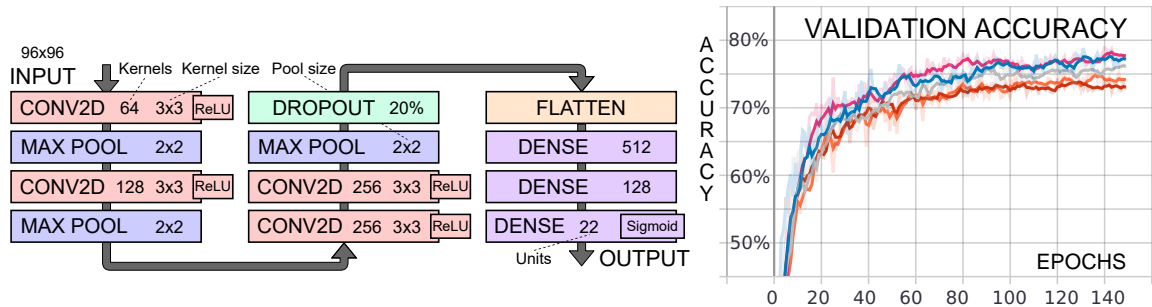 96x96
INPUT
Kernels
Kernel size
CONV2D 64 3x3 ReLU
MAX POOL 2x2
CONV2D 128 3x3 ReLU
MAX POOL 2x2
Pool size
DROPOUT 20%
MAX POOL 2x2
CONV2D 256 3x3 ReLU
CONV2D 256 3x3 ReLU
FLATTEN
DENSE 512
DENSE 128
DENSE 22 Sigmoid
Units
OUTPUT
VALIDATION ACCURACY
ACCURACY
80%
70%
60%
50%
EPOCHS
0 20 40 60 80 100 120 140